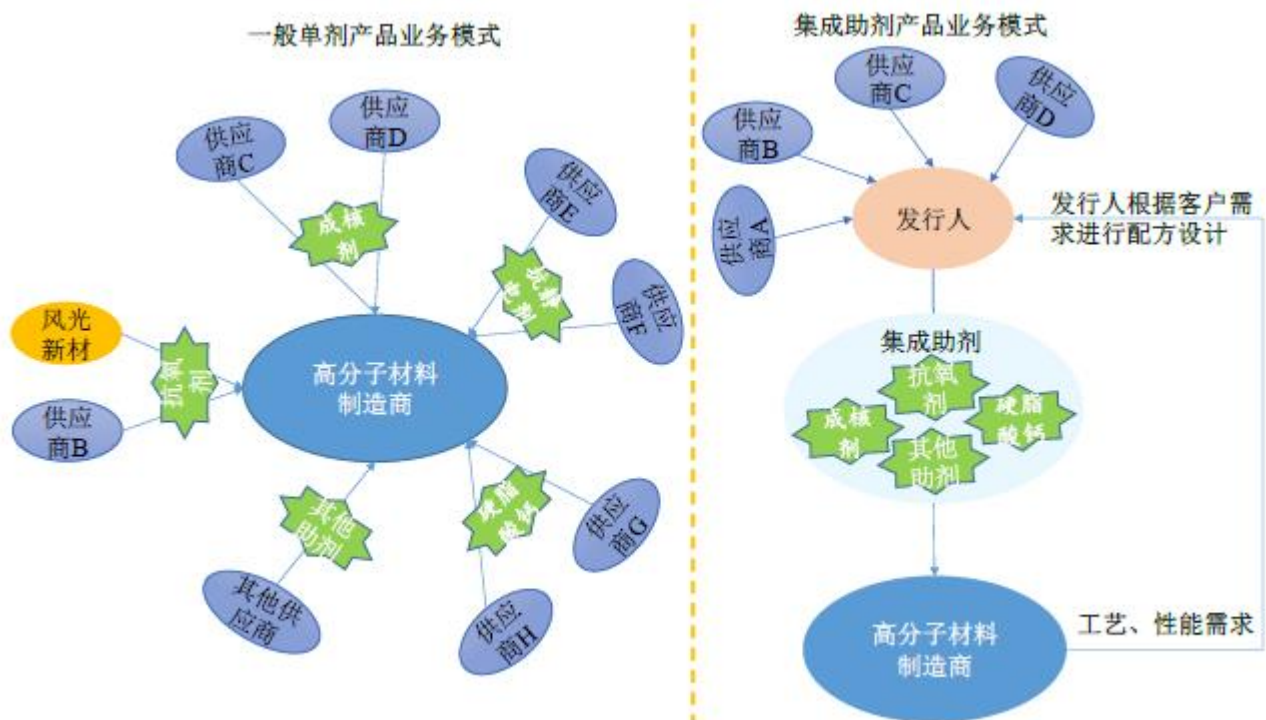 一般单剂产品业务模式
供应
商C
供应
商D
供应
商E
供应
商F
成核
剂
风光
新材
供应
商B
抗氧
剂
高分子材料
制造商
其他
助剂
其他供
应商
硬脂
酸钙
供应
商G
供应
商H
集成助剂产品业务模式
供应
商A
供应
商B
供应
商C
供应
商D
发行人
发行人根据客户需
求进行配方设计
集成助剂
抗氧
剂
成核
剂
硬脂
酸钙
其他
助剂
高分子材料
制造商
工艺、性能需求